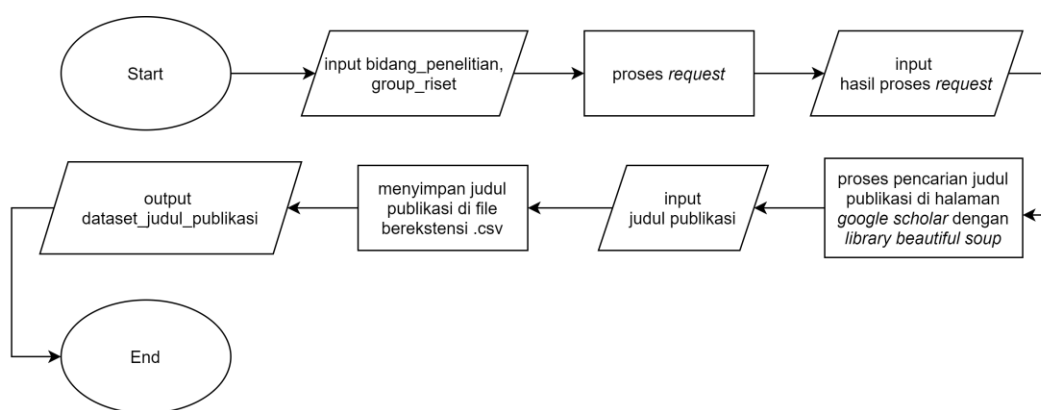 Start
input bidang_penelitian,
group_riset
proses request
input
hasil proses request
proses pencarian judul
publikasi di halaman
google scholar dengan
library beautiful soup
input
judul publikasi
menyimpan judul
publikasi di file
berekstensi .csv
output
dataset_judul_publikasi
End